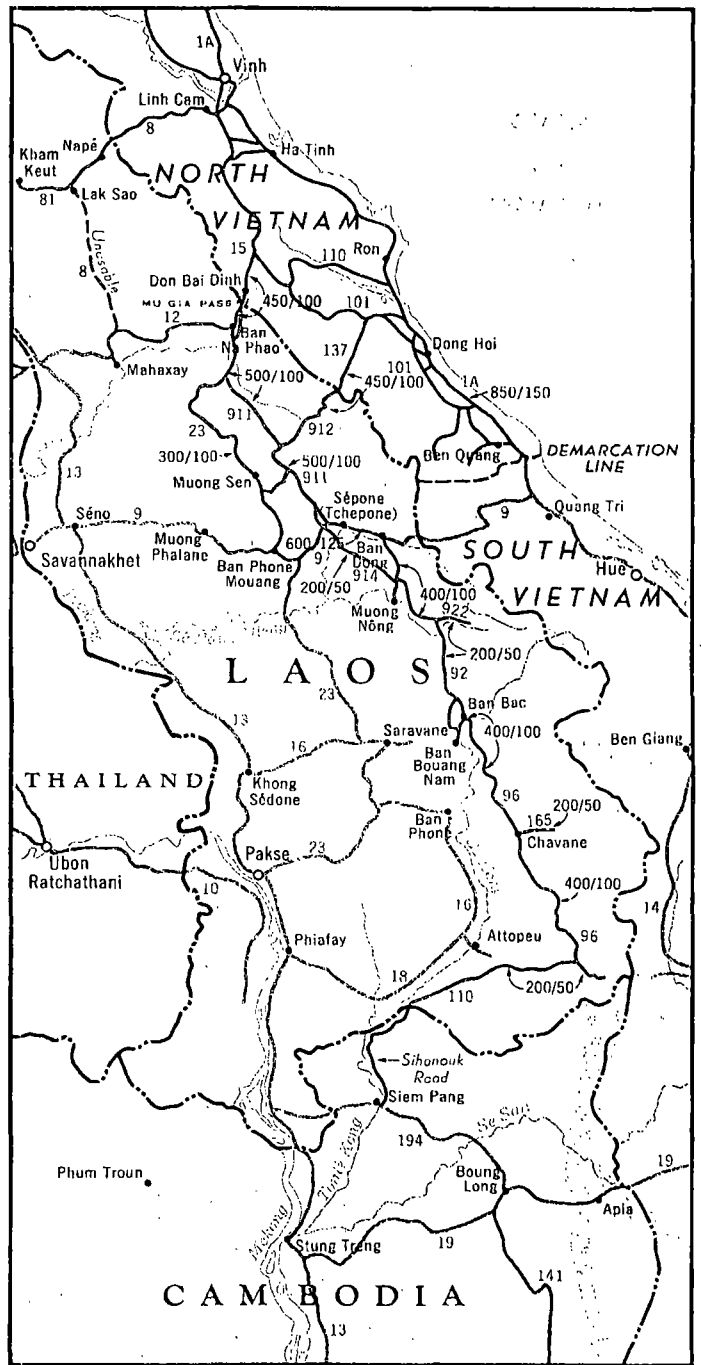 1A
Vinh
Linh Cam
8
Napé
Ha Tinh
Kham
Keut
NORTH
81
Lak Sao
VIETNAM
Unusable
15
110
Ron
8
Don Bai Dinh
MU GIA PASS
450/100
101
12
Ban
Na Phao
Dong Hoi
137
Mahaxay
101
500/100
450/100
1A
850/150
911
23
912
13
300/100
500/100
Ben Quang
DEMARCATION
LINE
911
Muong Sen
Sépone
(Tchepone)
Quang Tri
Séno
9
9
Muong
Phalane
600/125
SOUTH
Savannakhet
Ban Phone
Mouang
9
Ban
Dong
Hue
200/50
914
VIETNAM
400/100
Muong
Nông
922
200/50
LAOS
92
23
Ban Bac
13
Saravane
400/100
16
Ban
Bouang
Nam
Ben Giang
THAILAND
Khong
Sédone
96
200/50
Ban
Phone
165
Chavane
Ubon
Ratchathani
Pakse
23
10
400/100
16
14
Phiafay
Attopeu
96
18
110
200/50
Sihanouk
Road
Siem Pang
Se San
194
Tonle Kong
19
Phum Troun
Boung
Long
Apia
Mekong
Stung Treng
19
CAMBODIA
141
13